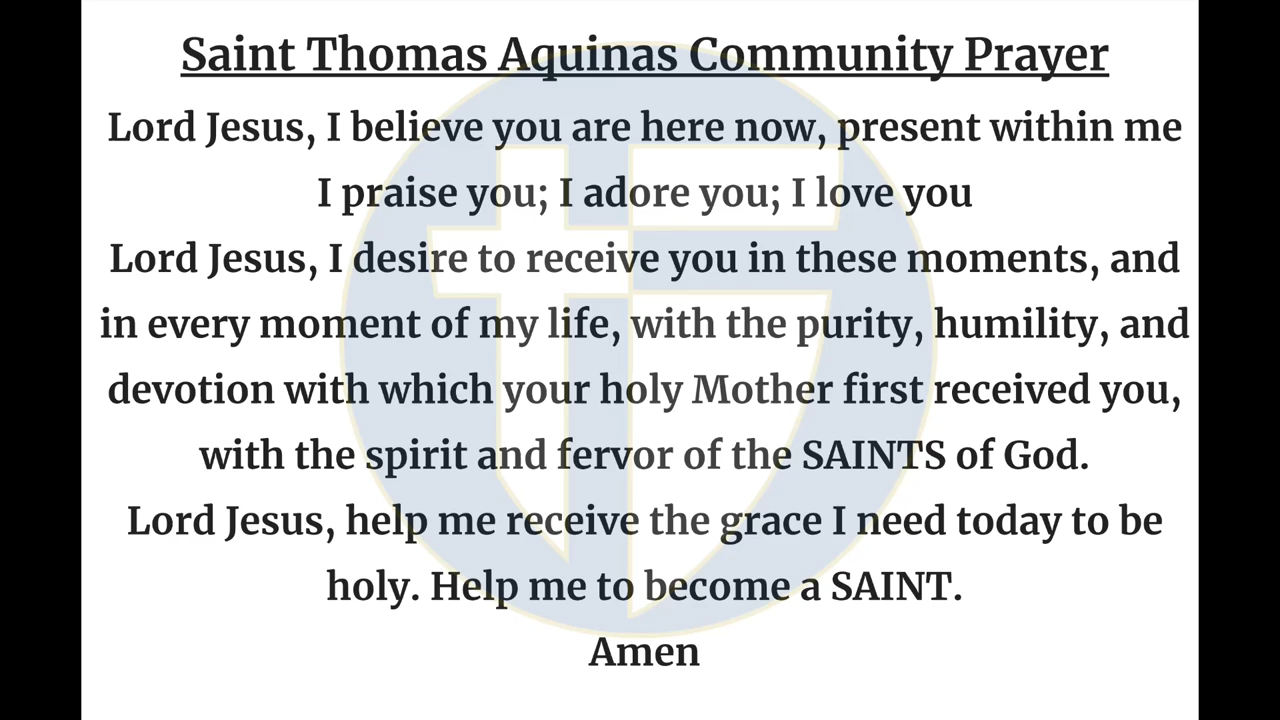 Saint Thomas Aquinas Community Prayer
Lord Jesus, I believe you are here now, present within me
I praise you; I adore you; I love you
Lord Jesus, I desire to receive you in these moments, and
in every moment of my life, with the purity, humility, and
devotion with which your holy Mother first received you,
with the spirit and fervor of the SAINTS of God.
Lord Jesus, help me receive the grace I need today to be
holy. Help me to become a SAINT.
Amen